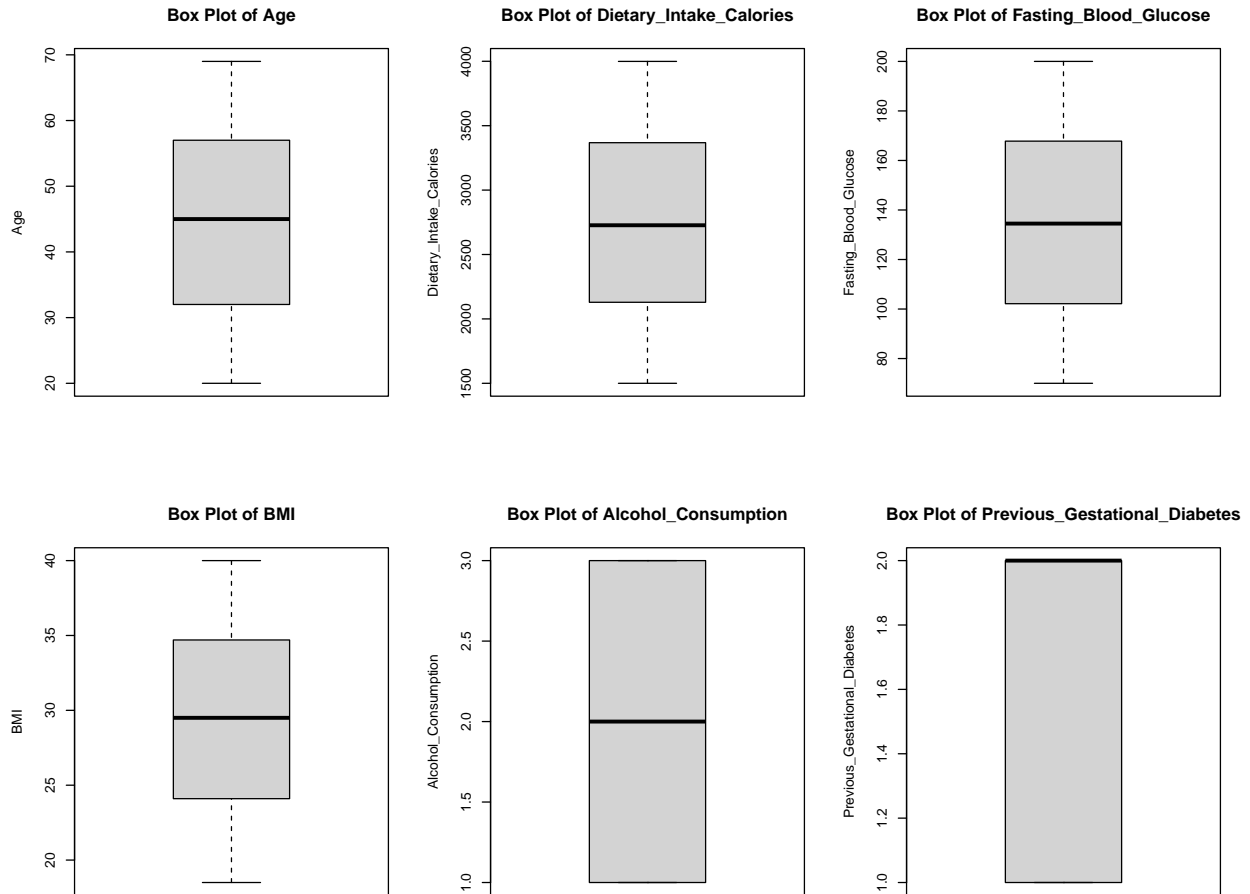 Box Plot of Age
Box Plot of Dietary_Intake_Calories
Box Plot of Fasting_Blood_Glucose
Age
20
30
40
50
60
70
Dietary_Intake_Calories
1500
2000
2500
3000
3500
4000
Fasting_Blood_Glucose
80
100
120
140
160
180
200
Box Plot of BMI
Box Plot of Alcohol_Consumption
Box Plot of Previous_Gestational_Diabetes
BMI
20
25
30
35
40
Alcohol_Consumption
1.0
1.5
2.0
2.5
3.0
Previous_Gestational_Diabetes
1.0
1.2
1.4
1.6
1.8
2.0